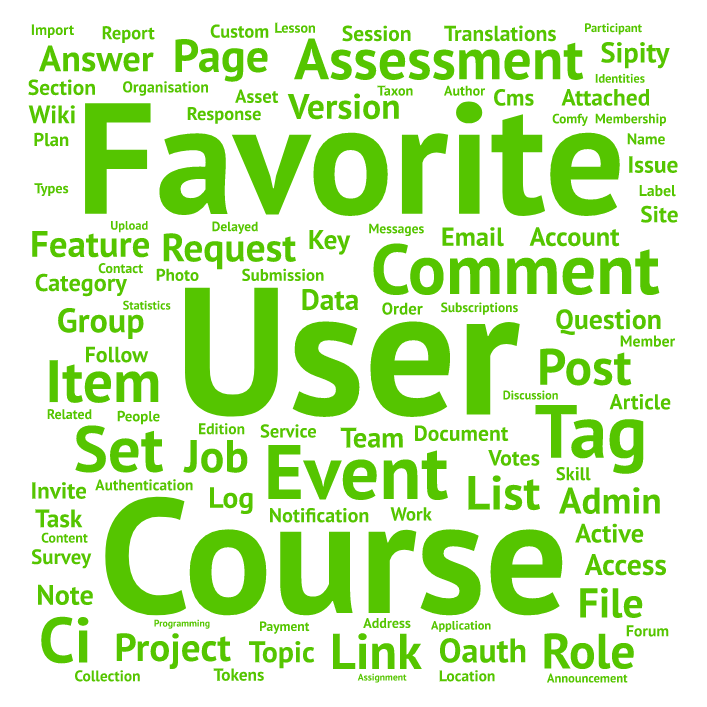 Import Report Custom Lesson Session Translations Participant
Answer Page Assessment Sipity
Section Organisation Taxon Author Identities
Wiki Response Asset Version Cms Attached
Comfy Membership
Plan Favorite Name
Issue
Types Label
Site
Upload Delayed Messages
Feature Request Key Email Account
Contact
Category Photo Submission Comment
Statistics Data Order Subscriptions
Group User Question
Follow Member
Item Post
Related People Discussion Article
Set Edition Service Team Document Tag
Job Votes
Invite Authentication Event Skill
Log List Admin
Task Notification Work
Content Active
Survey Course Access
Note File
Programming Payment Address Application Forum
Ci Project Topic Link Oauth Role
Collection Tokens Assignment Location Announcement